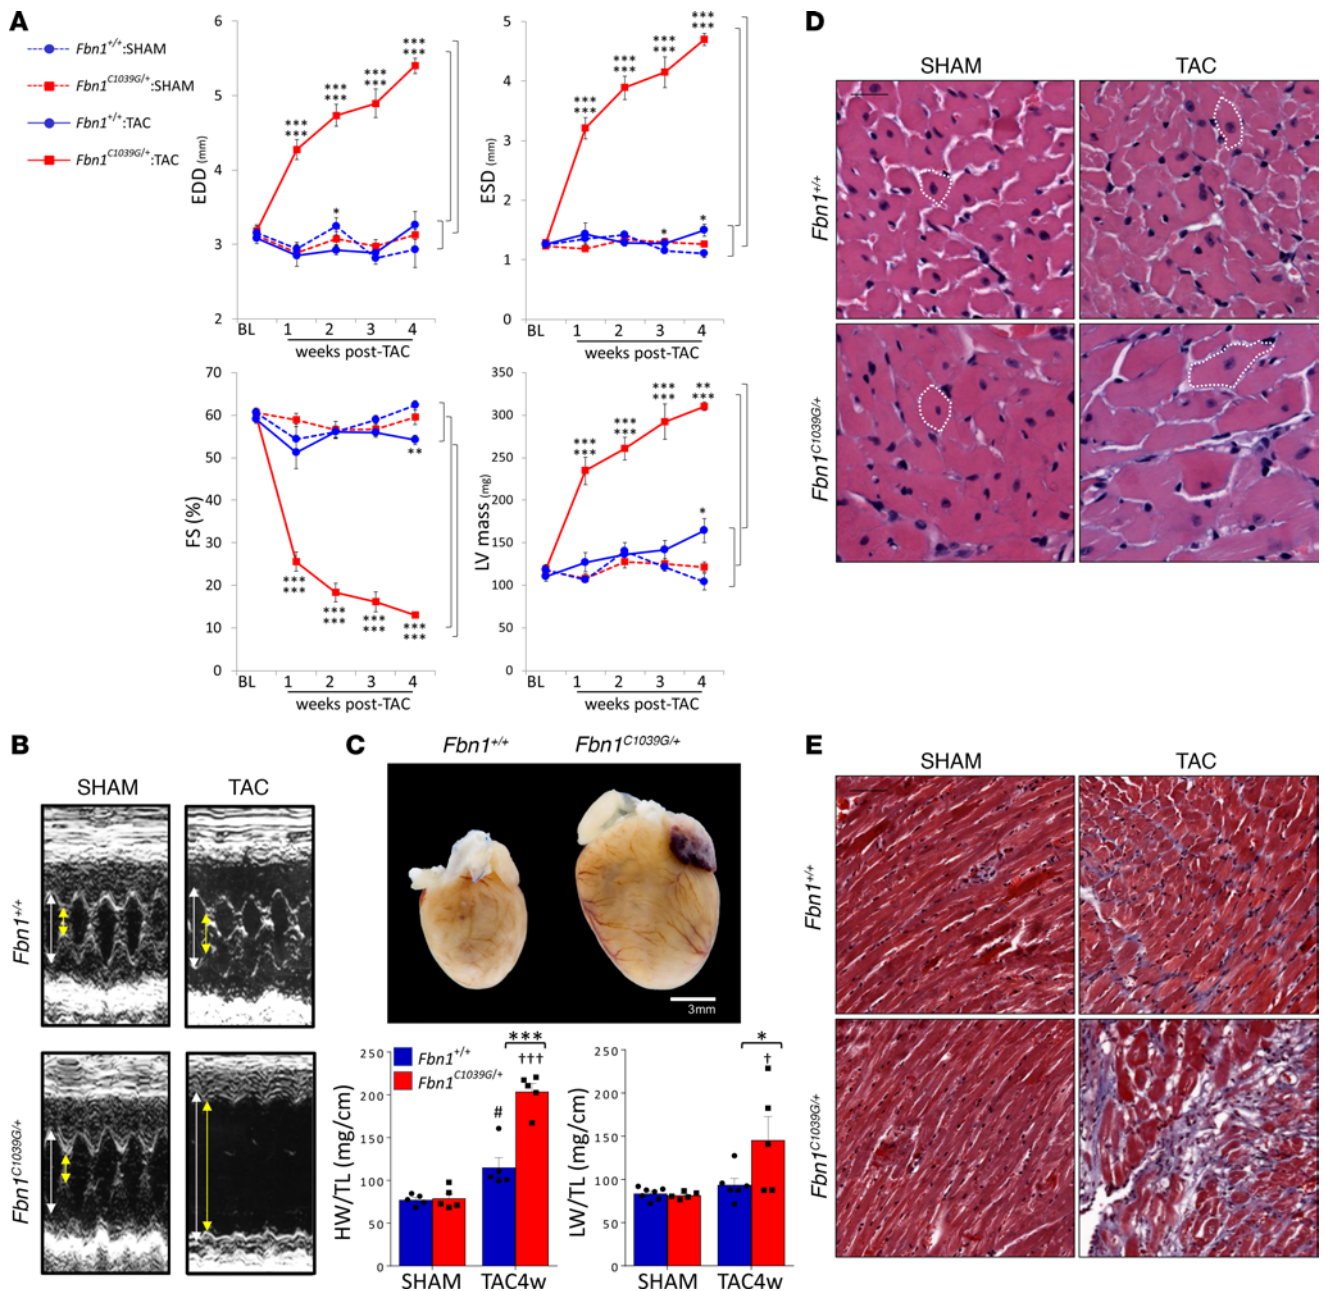 A
Fbn1+/+:SHAM
Fbn1C1039G/+:SHAM
Fbn1+/+:TAC
Fbn1C1039G/+:TAC
EDD (mm)
6
5
4
3
2
***
***
***
***
***
***
***
***
*
BL 1 2 3 4
weeks post-TAC
ESD (mm)
5
4
3
2
1
0
***
***
***
***
***
***
***
***
*
*
BL 1 2 3 4
weeks post-TAC
FS (%)
70
60
50
40
30
20
10
0
**
***
***
***
***
***
***
***
***
BL 1 2 3 4
weeks post-TAC
LV mass (mg)
350
300
250
200
150
100
50
0
***
***
***
***
***
***
**
***
*
BL 1 2 3 4
weeks post-TAC
B
SHAM TAC
Fbn1+/+
Fbn1C1039G/+
C
Fbn1+/+ Fbn1C1039G/+
3mm
HW/TL (mg/cm)
250
200
150
100
50
0
Fbn1+/+
Fbn1C1039G/+
***
†††
#
SHAM TAC4w
LW/TL (mg/cm)
250
200
150
100
50
0
*
†
SHAM TAC4w
D
SHAM TAC
Fbn1+/+
Fbn1C1039G/+
E
SHAM TAC
Fbn1+/+
Fbn1C1039G/+